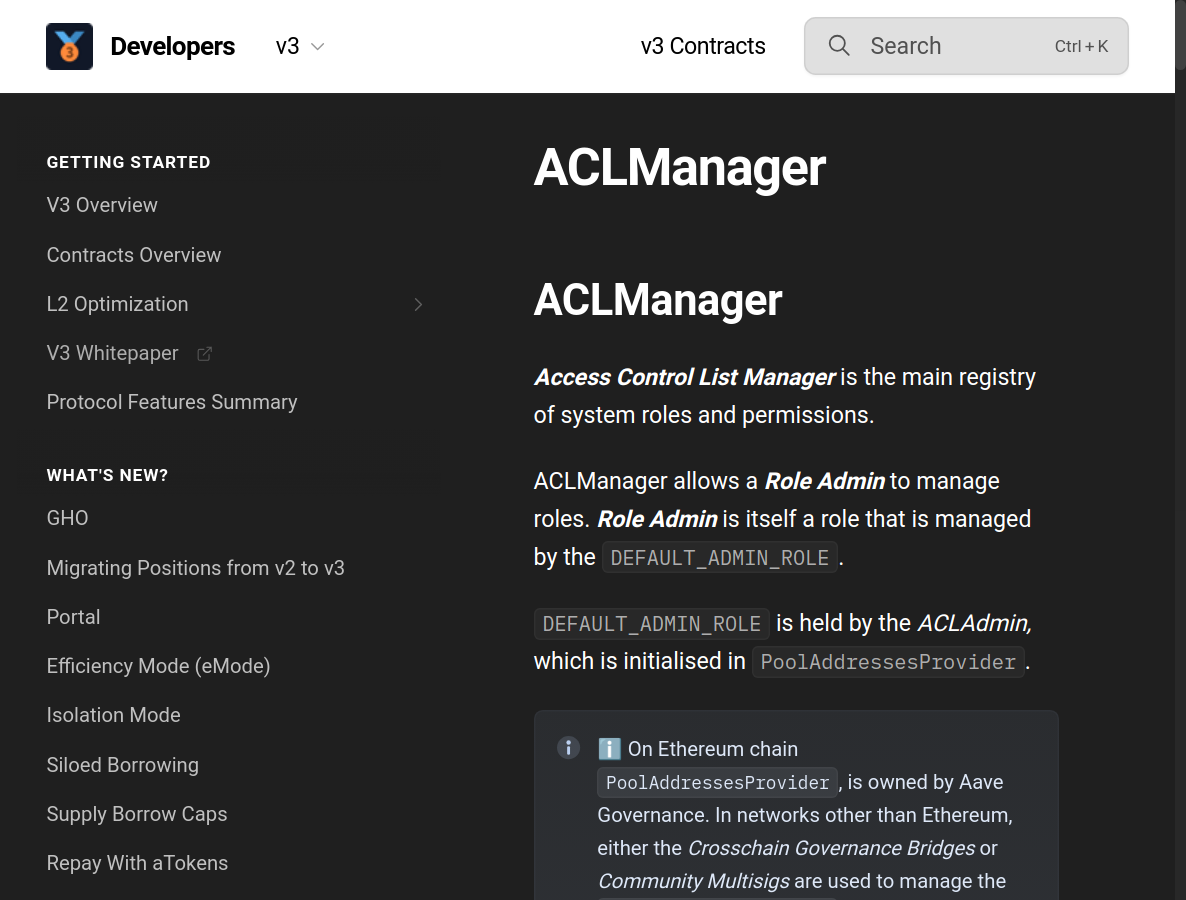 Developers
v3
v3 Contracts
Search
Ctrl + K
GETTING STARTED
V3 Overview
Contracts Overview
L2 Optimization
V3 Whitepaper
Protocol Features Summary
WHAT'S NEW?
GHO
Migrating Positions from v2 to v3
Portal
Efficiency Mode (eMode)
Isolation Mode
Siloed Borrowing
Supply Borrow Caps
Repay With aTokens
ACLManager
ACLManager
Access Control List Manager is the main registry
of system roles and permissions.
ACLManager allows a Role Admin to manage
roles. Role Admin is itself a role that is managed
by the DEFAULT_ADMIN_ROLE.
DEFAULT_ADMIN_ROLE is held by the ACLAdmin,
which is initialised in PoolAddressesProvider.
ℹ️ On Ethereum chain
PoolAddressesProvider, is owned by Aave
Governance. In networks other than Ethereum,
either the Crosschain Governance Bridges or
Community Multisigs are used to manage the